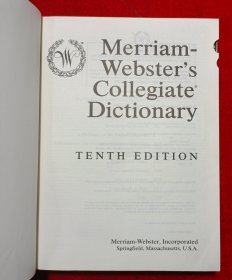 W
Merriam-
Webster's
Collegiate®
Dictionary
TENTH EDITION
Merriam-Webster, Incorporated
Springfield, Massachusetts, U.S.A.